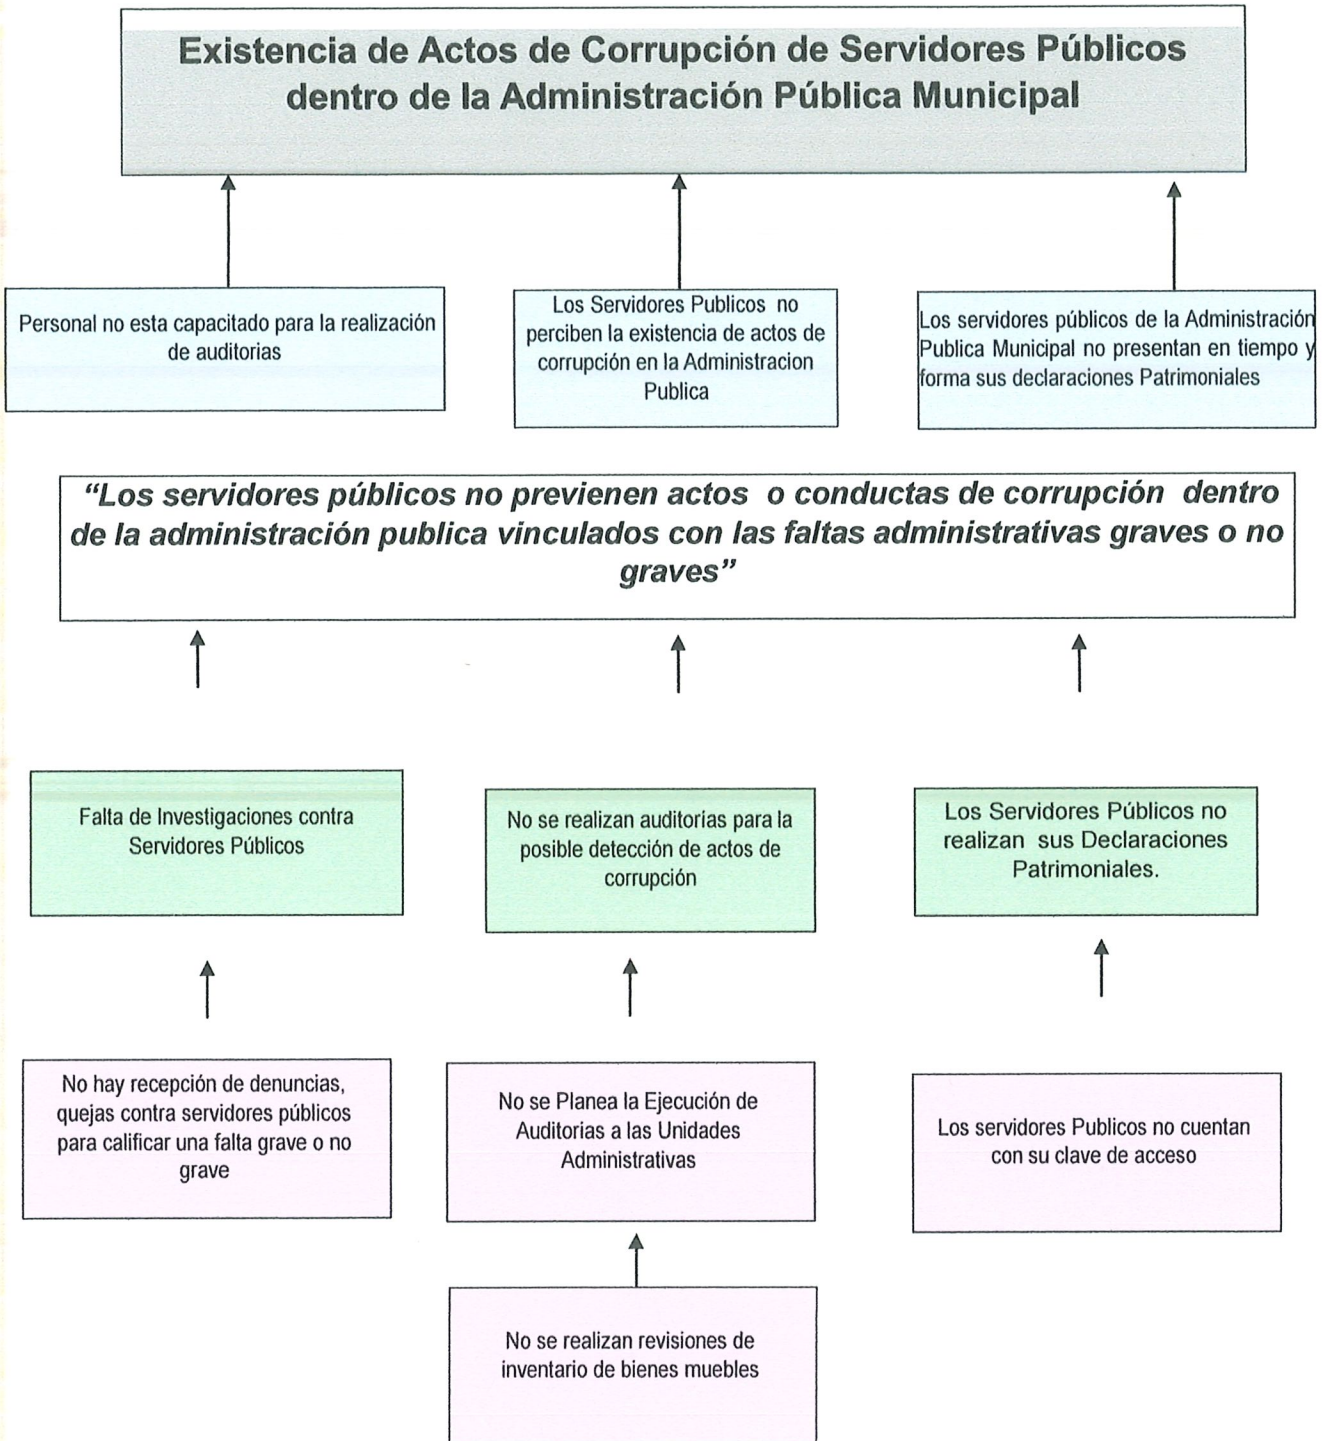 Existencia de Actos de Corrupción de Servidores Públicos
dentro de la Administración Pública Municipal
Personal no esta capacitado para la realización
de auditorias
Los Servidores Publicos no
perciben la existencia de actos de
corrupción en la Administracion
Publica
Los servidores públicos de la Administración
Publica Municipal no presentan en tiempo y
forma sus declaraciones Patrimoniales
“Los servidores públicos no previenen actos o conductas de corrupción dentro
de la administración publica vinculados con las faltas administrativas graves o no
graves”
Falta de Investigaciones contra
Servidores Públicos
No se realizan auditorias para la
posible detección de actos de
corrupción
Los Servidores Públicos no
realizan sus Declaraciones
Patrimoniales.
No hay recepción de denuncias,
quejas contra servidores públicos
para calificar una falta grave o no
grave
No se Planea la Ejecución de
Auditorias a las Unidades
Administrativas
Los servidores Publicos no cuentan
con su clave de acceso
No se realizan revisiones de
inventario de bienes muebles